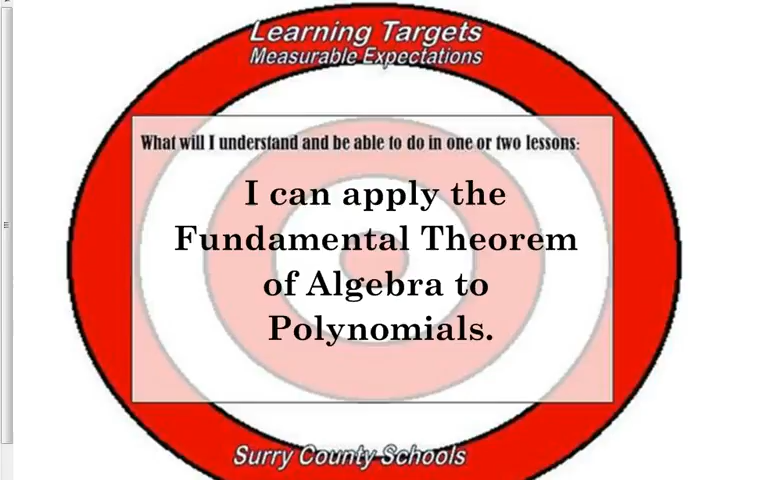 Learning Targets
Measurable Expectations
What will I understand and be able to do in one or two lessons:
I can apply the
Fundamental Theorem
of Algebra to
Polynomials.
Surry County Schools